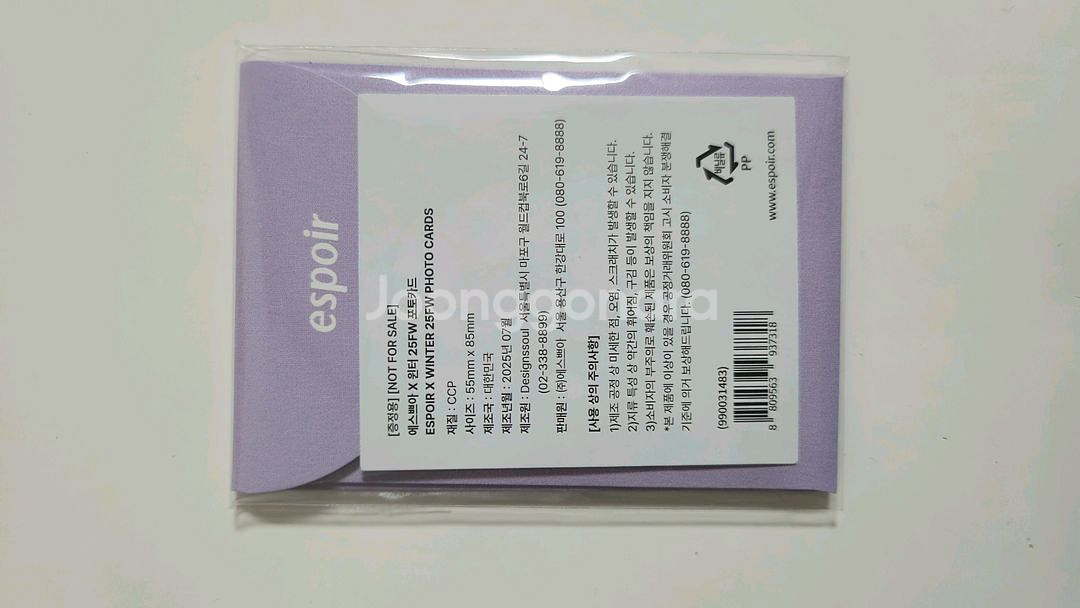 espoir
[증정용] [NOT FOR SALE]
에스쁘아 X 윈터 25FW 포토카드
ESPOIR X WINTER 25FW PHOTO CARDS
재질 : CCP
사이즈 : 55mm x 85mm
제조국 : 대한민국
제조년월 : 2025년 07월
제조원 : Designssoul 서울특별시 마포구 월드컵북로6길 24-7
(02-338-8899)
판매원 : (주)에스쁘아 서울 용산구 한강대로 100 (080-619-8888)
[사용 상의 주의사항]
1)제조 공정 상 미세한 점, 오염, 스크래치가 발생할 수 있습니다.
2)지류 특성 상 약간의 휘어짐, 구김 등이 발생할 수 있습니다.
3)소비자의 부주의로 훼손된 제품은 보상의 책임을 지지 않습니다.
*본 제품에 이상이 있을 경우 공정거래위원회 고시 소비자 분쟁해결
기준에 의거 보상해드립니다. (080-619-8888)
(990031483)
8 809563 937318
비닐류
PP
www.espoir.com
Joonggonara